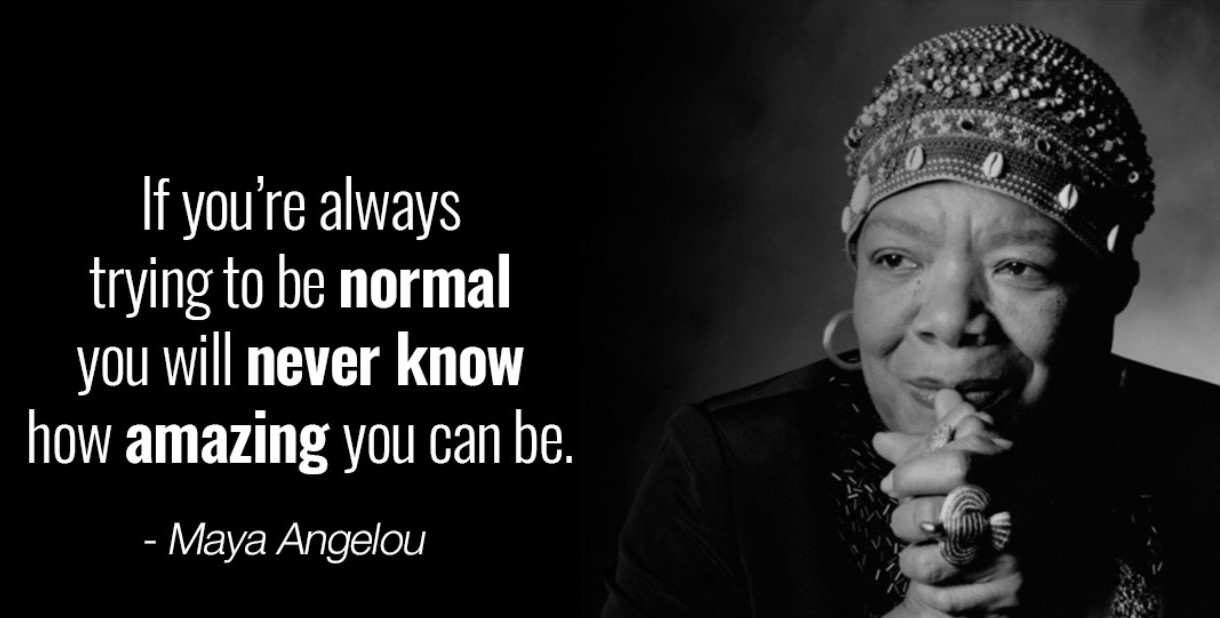 If you’re always
trying to be normal
you will never know
how amazing you can be.
- Maya Angelou